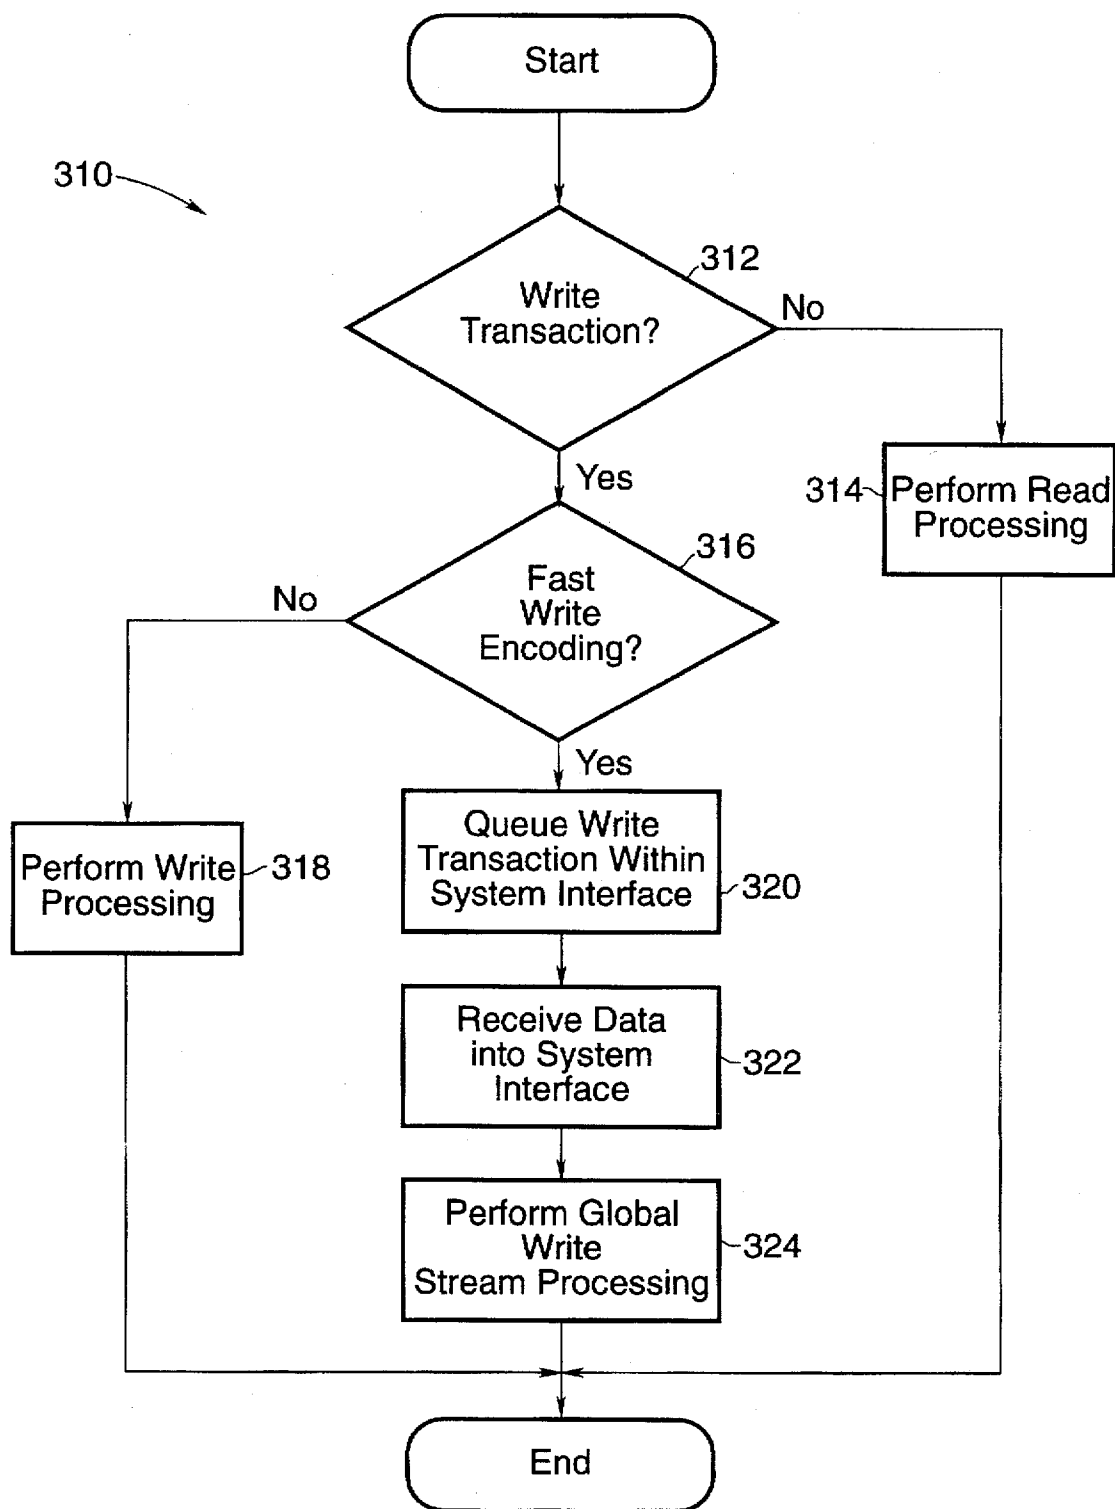 Start
310
312
Write
Transaction?
No
Yes
314
Perform Read
Processing
316
Fast
Write
Encoding?
No
Yes
Perform Write
Processing
318
Queue Write
Transaction Within
System Interface
320
Receive Data
into System
Interface
322
Perform Global
Write
Stream Processing
324
End